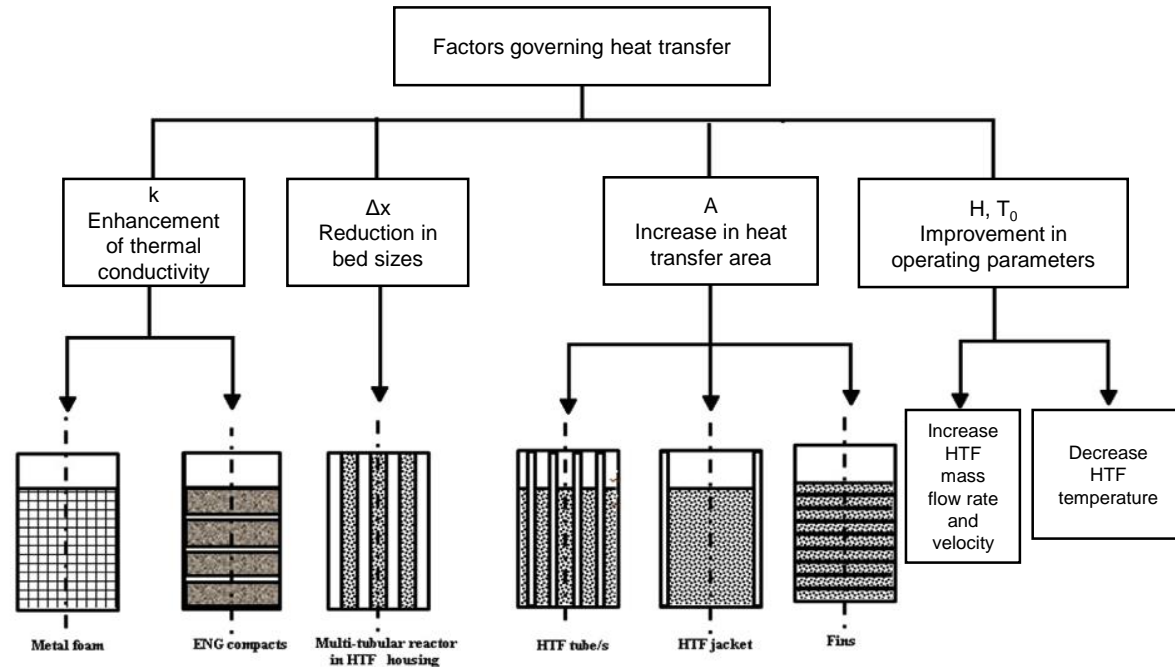 Factors governing heat transfer
k
Enhancement
of thermal
conductivity
Δx
Reduction in
bed sizes
A
Increase in heat
transfer area
H, T₀
Improvement in
operating parameters
Increase
HTF
mass
flow rate
and
velocity
Decrease
HTF
temperature
Metal foam
ENG compacts
Multi-tubular reactor
in HTF housing
HTF tube/s
HTF jacket
Fins